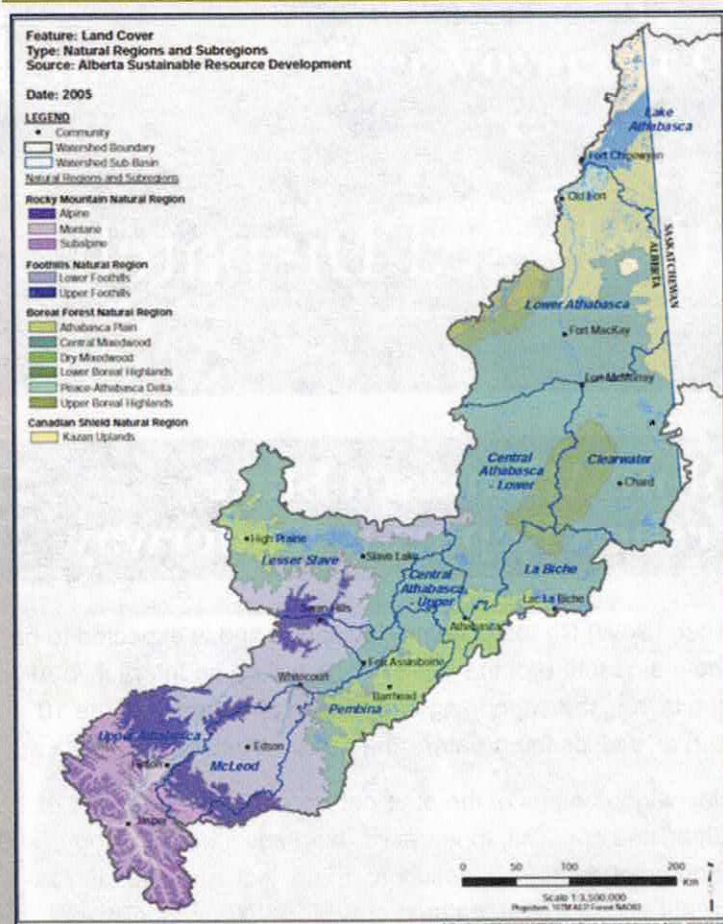 Feature: Land Cover
Type: Natural Regions and Subregions
Source: Alberta Sustainable Resource Development
Date: 2005
LEGEND
Community
Watershed Boundary
Watershed Sub-Basin
Natural Regions and Subregions
Rocky Mountain Natural Region
Alpine
Montane
Subalpine
Foothills Natural Region
Lower Foothills
Upper Foothills
Boreal Forest Natural Region
Athabasca Plain
Central Mixedwood
Dry Mixedwood
Lower Boreal Highlands
Peace-Athabasca Delta
Upper Boreal Highlands
Canadian Shield Natural Region
Kazan Uplands
Lake
Athabasca
Fort Chipewyan
Old Fort
SASKATCHEWAN
ALBERTA
Lower Athabasca
Fort MacKay
Fort McMurray
Central
Athabasca
- Lower
Clearwater
Chard
High Prairie
Lesser Slave
Slave Lake
Central
Athabasca
Upper
La Biche
Lac La Biche
Swan Hills
Athabasca
Fort Assiniboine
Whitecourt
Barrhead
Pembina
Upper Athabasca
Edson
Hinton
McLeod
Jasper
0 50 100 200
Km
Scale 1:3,500,000